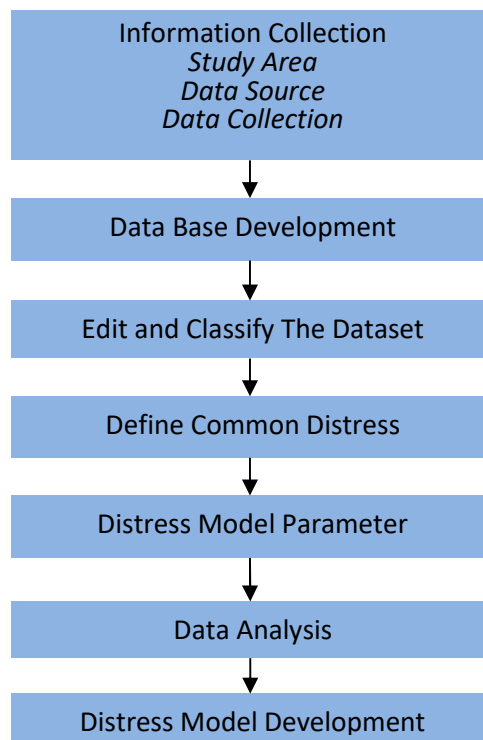 Information Collection
Study Area
Data Source
Data Collection
Data Base Development
Edit and Classify The Dataset
Define Common Distress
Distress Model Parameter
Data Analysis
Distress Model Development